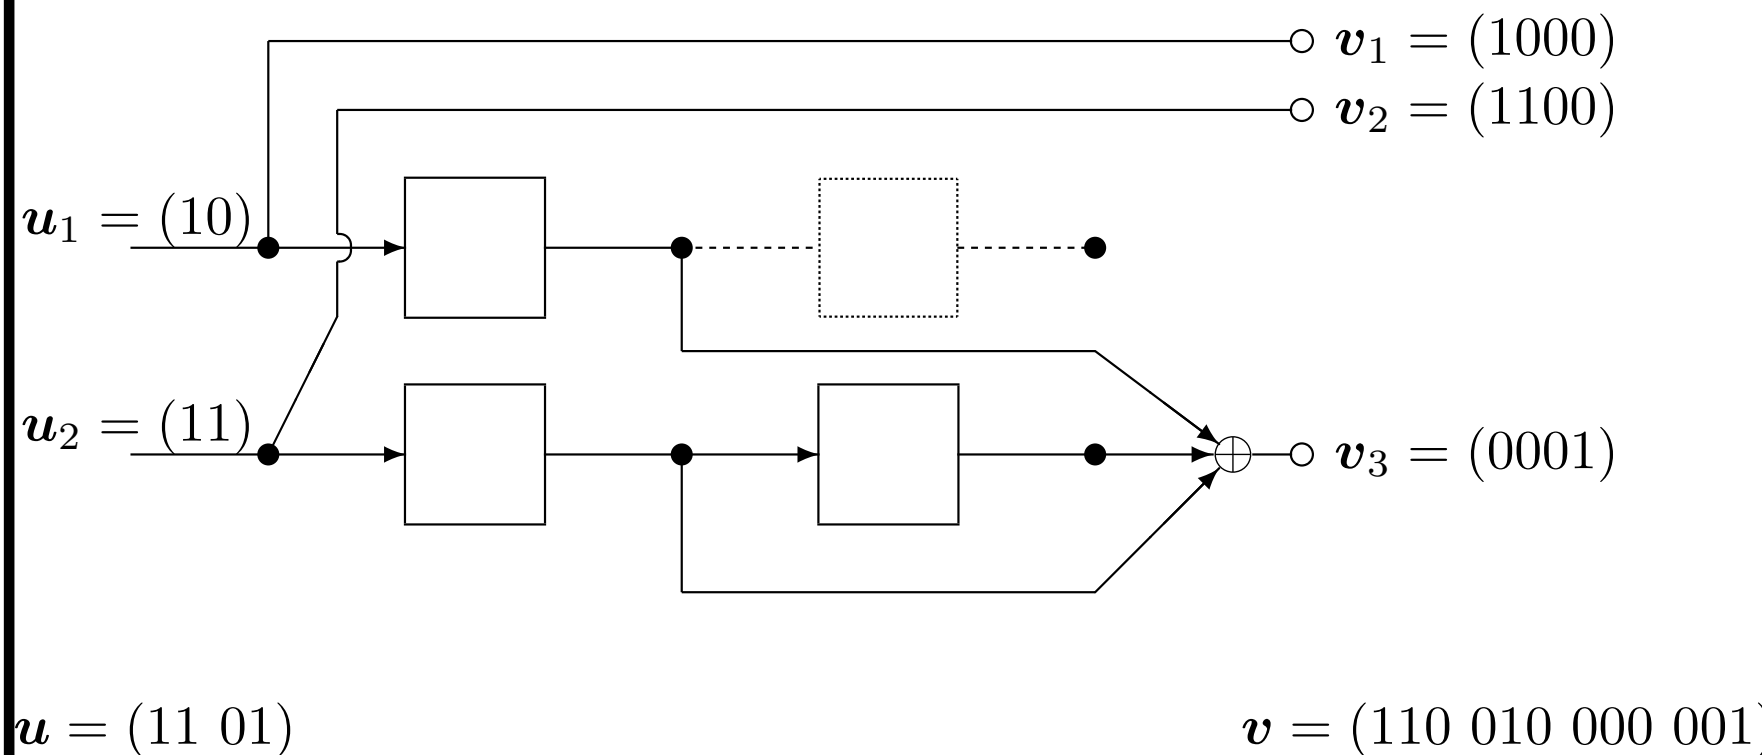 v₁ = (1000)
v₂ = (1100)
u₁ = (10)
u₂ = (11)
v₃ = (0001)
u = (11 01)
v = (110 010 000 001)